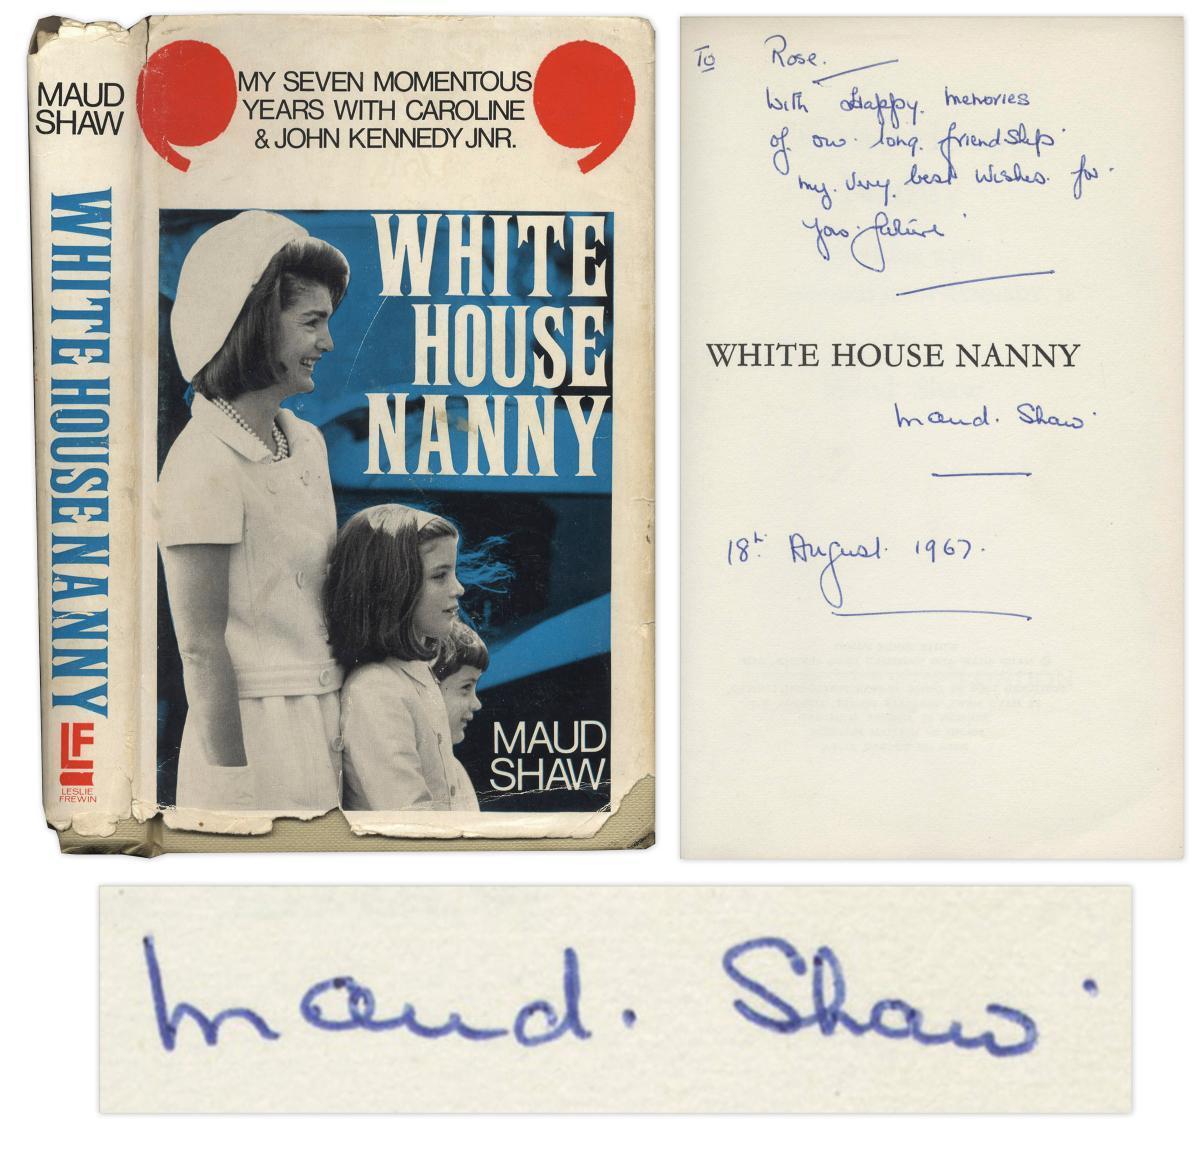 MAUD
SHAW
WHITE HOUSE NANNY
LF
LESLIE
FREWIN
MY SEVEN MOMENTOUS
YEARS WITH CAROLINE
& JOHN KENNEDY JNR.
WHITE
HOUSE
NANNY
MAUD
SHAW
To Rose.
With Happy. Memories
of. our. long. friendship
my. Very. best Wishes. for.
Your. future
WHITE HOUSE NANNY
Maud. Shaw
18th August. 1967.
Maud. Shaw